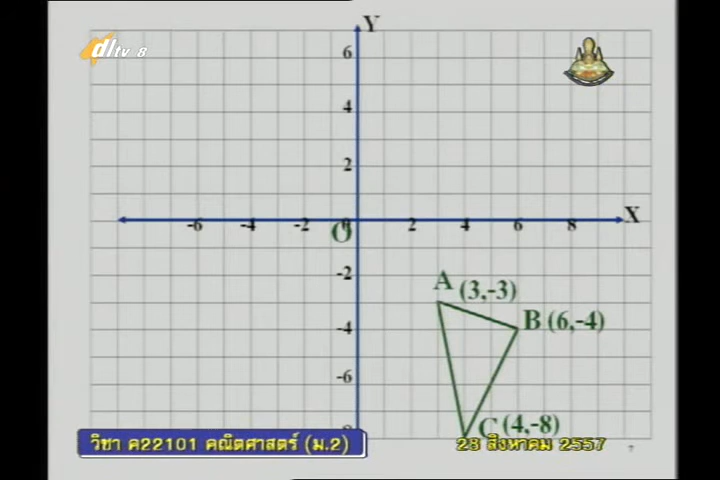 dltv 8
Y
6
4
2
-6 -4 -2 0 2 4 6 8 X
O
-2
A (3,-3)
-4
B (6,-4)
-6
C (4,-8)
วิชา ค22101 คณิตศาสตร์ (ม.2)
28 สิงหาคม 2557